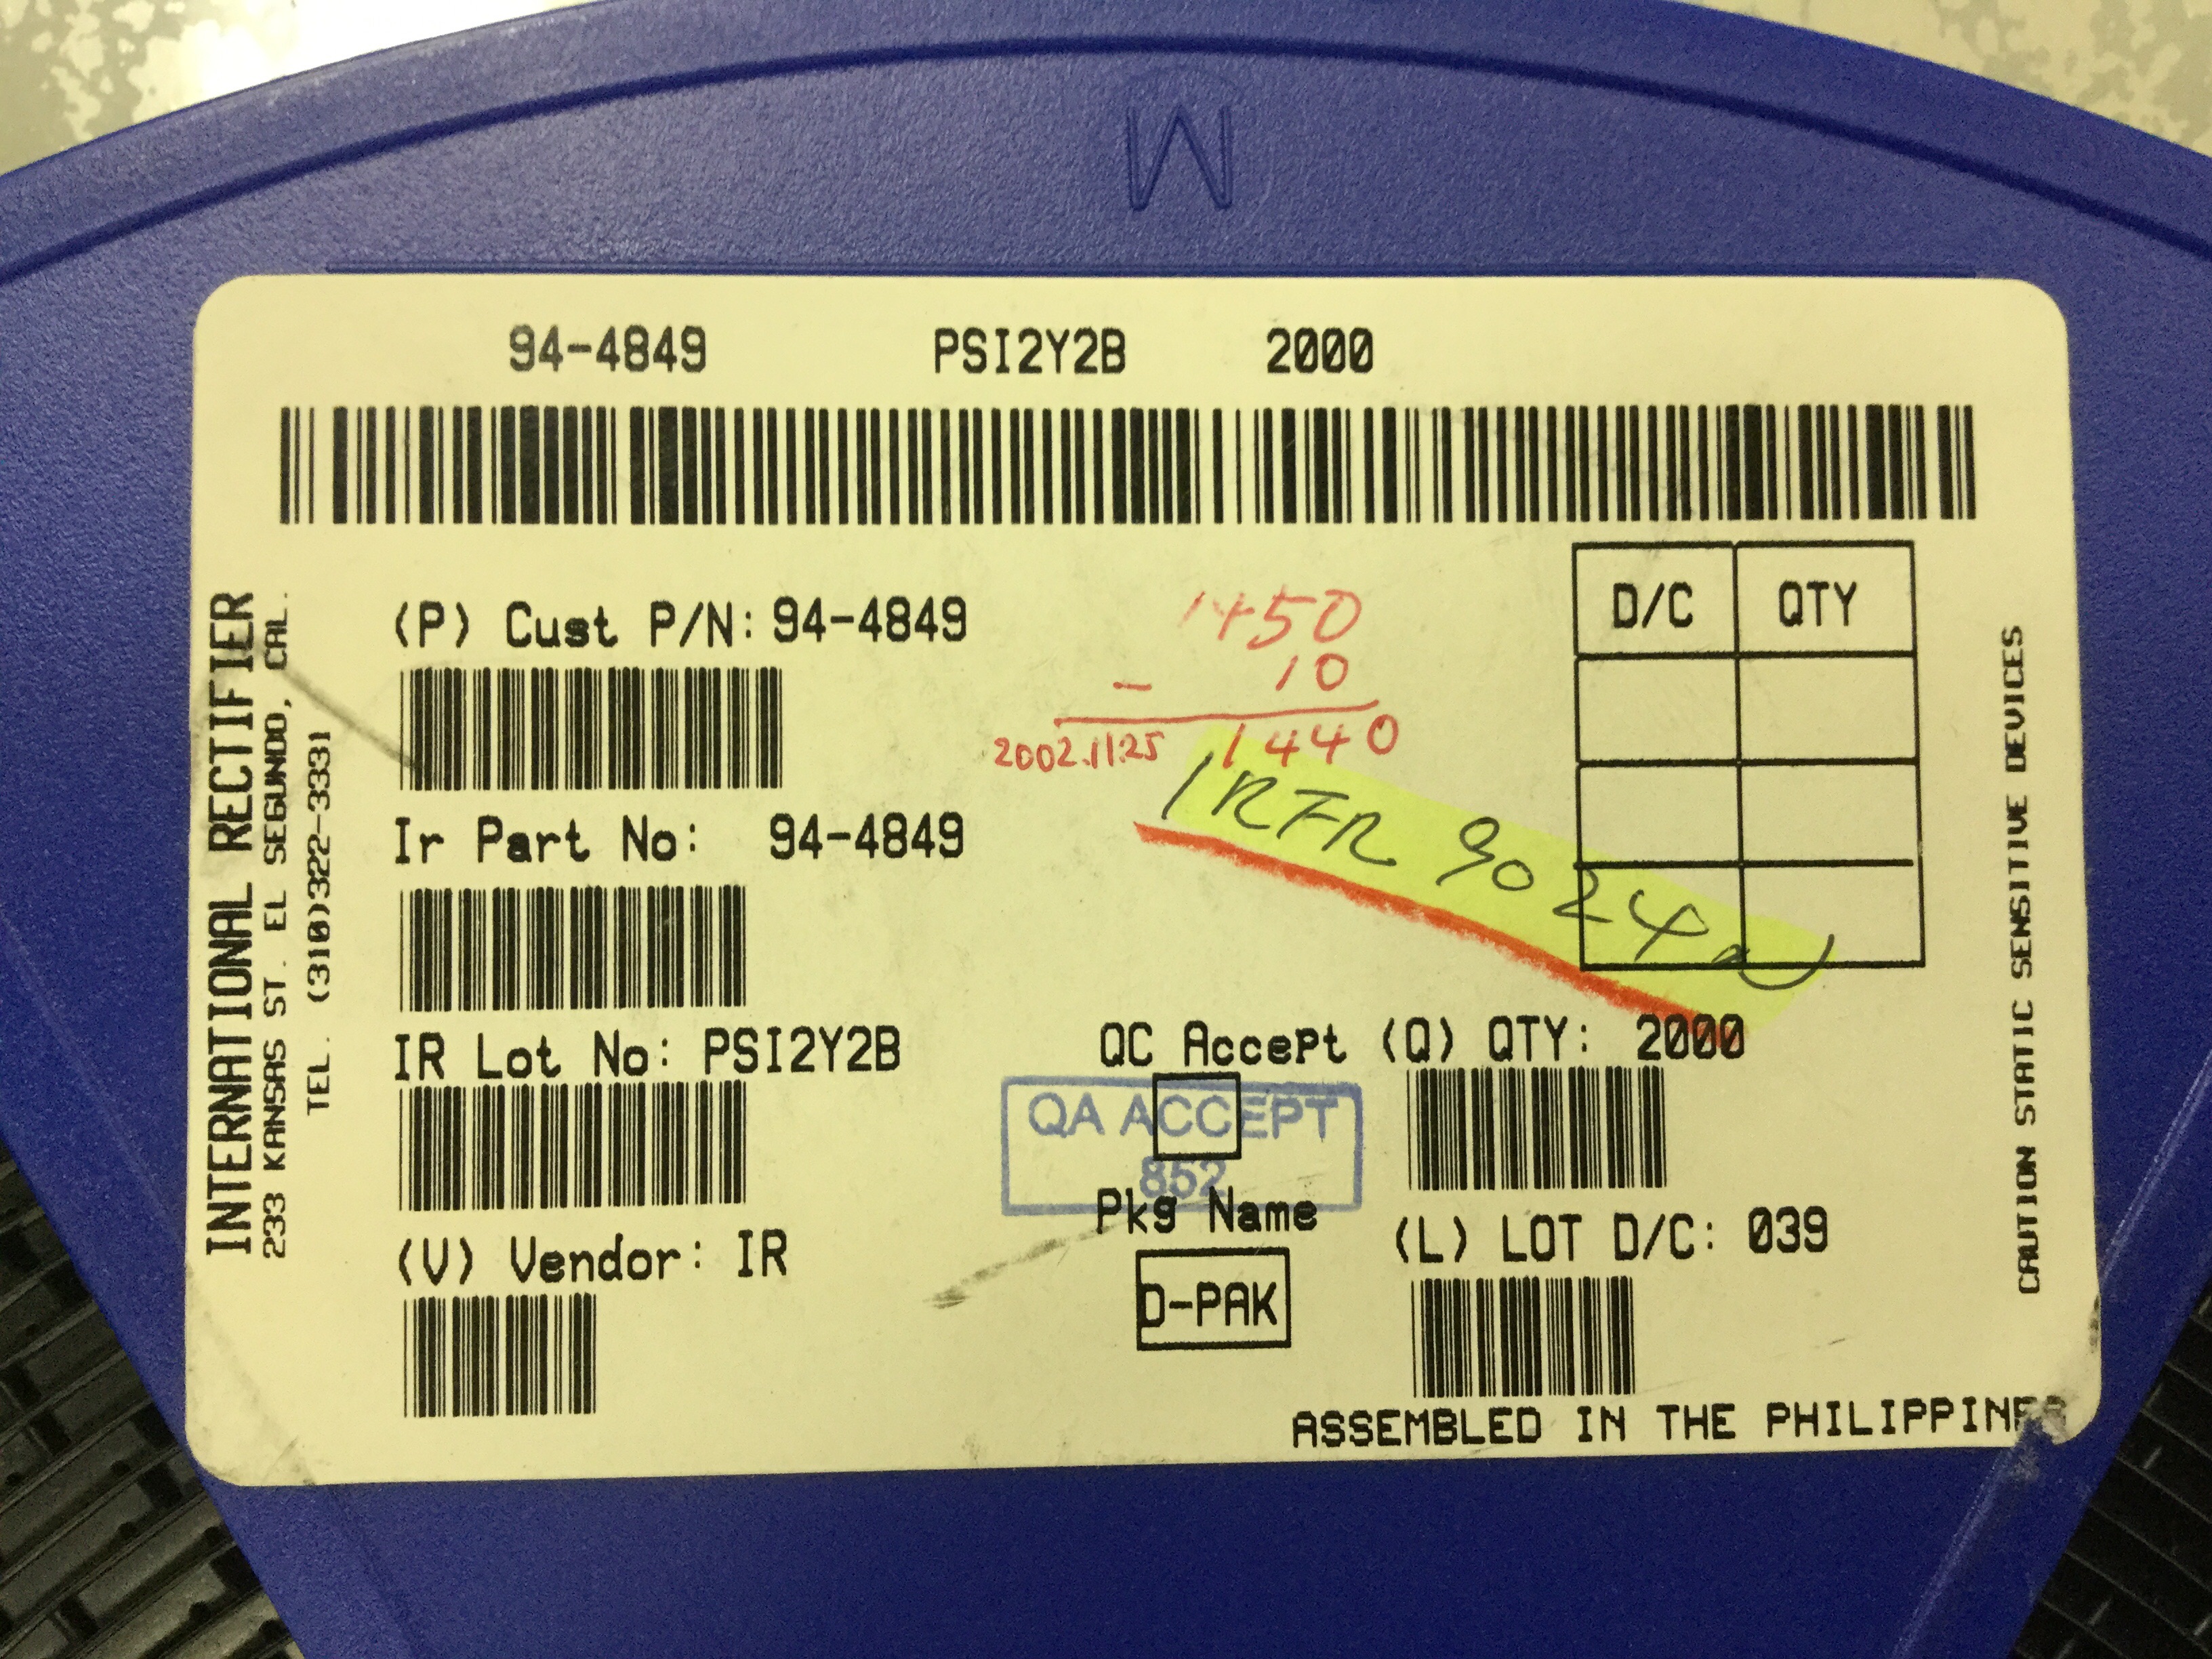 M
94-4849 PSI2Y2B 2000
INTERNATIONAL RECTIFIER
233 KANSAS ST. EL SEGUNDO, CAL.
TEL. (310)322-3331
(P) Cust P/N: 94-4849
1450
- 10
2002.11.25 1440
IRFR 9024N
D/C QTY
Ir Part No: 94-4849
IR Lot No: PSI2Y2B
QC Accept (Q) QTY: 2000
QA ACCEPT
852
Pkg Name
D-PAK
(V) Vendor: IR
(L) LOT D/C: 039
ASSEMBLED IN THE PHILIPPINES
CAUTION STATIC SENSITIVE DEVICES